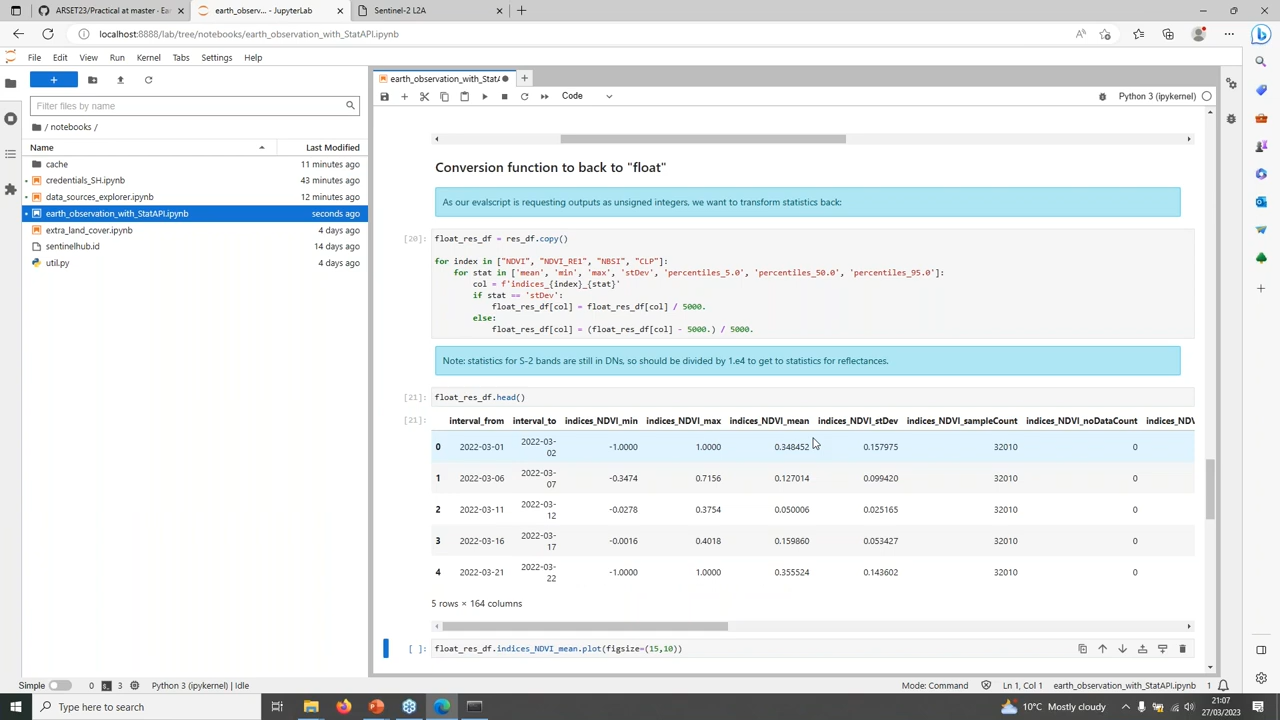 ARSET23/Practical at master · Ea
earth_observ... - JupyterLab
Sentinel-2 L2A
localhost:8888/lab/tree/notebooks/earth_observation_with_StatAPI.ipynb
File Edit View Run Kernel Tabs Settings Help
earth_observation_with_StatA
Filter files by name
Code
Python 3 (ipykernel)
/ notebooks /
Name Last Modified
cache 11 minutes ago
credentials_SH.ipynb 43 minutes ago
data_sources_explorer.ipynb 12 minutes ago
earth_observation_with_StatAPI.ipynb seconds ago
extra_land_cover.ipynb 4 days ago
sentinelhub.id 14 days ago
util.py 4 days ago
Conversion function to back to "float"
As our evalscript is requesting outputs as unsigned integers, we want to transform statistics back:
[20]: float_res_df = res_df.copy()
for index in ["NDVI", "NDVI_RE1", "NBSI", "CLP"]:
for stat in ['mean', 'min', 'max', 'stDev', 'percentiles_5.0', 'percentiles_50.0', 'percentiles_95.0']:
col = f'indices_{index}_{stat}'
if stat == 'stDev':
float_res_df[col] = float_res_df[col] / 5000.
else:
float_res_df[col] = (float_res_df[col] - 5000.) / 5000.
Note: statistics for S-2 bands are still in DNs, so should be divided by 1.e4 to get to statistics for reflectances.
[21]: float_res_df.head()
[21]: interval_from interval_to indices_NDVI_min indices_NDVI_max indices_NDVI_mean indices_NDVI_stDev indices_NDVI_sampleCount indices_NDVI_noDataCount indices_NDV
0 2022-03-01 2022-03-02 -1.0000 1.0000 0.348452 0.157975 32010 0
1 2022-03-06 2022-03-07 -0.3474 0.7156 0.127014 0.099420 32010 0
2 2022-03-11 2022-03-12 -0.0278 0.3754 0.050006 0.025165 32010 0
3 2022-03-16 2022-03-17 -0.0016 0.4018 0.159860 0.053427 32010 0
4 2022-03-21 2022-03-22 -1.0000 1.0000 0.355524 0.143602 32010 0
5 rows × 164 columns
[ ]: float_res_df.indices_NDVI_mean.plot(figsize=(15,10))
Simple 0 3 Python 3 (ipykernel) | Idle
Mode: Command Ln 1, Col 1 earth_observation_with_StatAPI.ipynb 1
Type here to search
10°C Mostly cloudy
21:07
27/03/2023